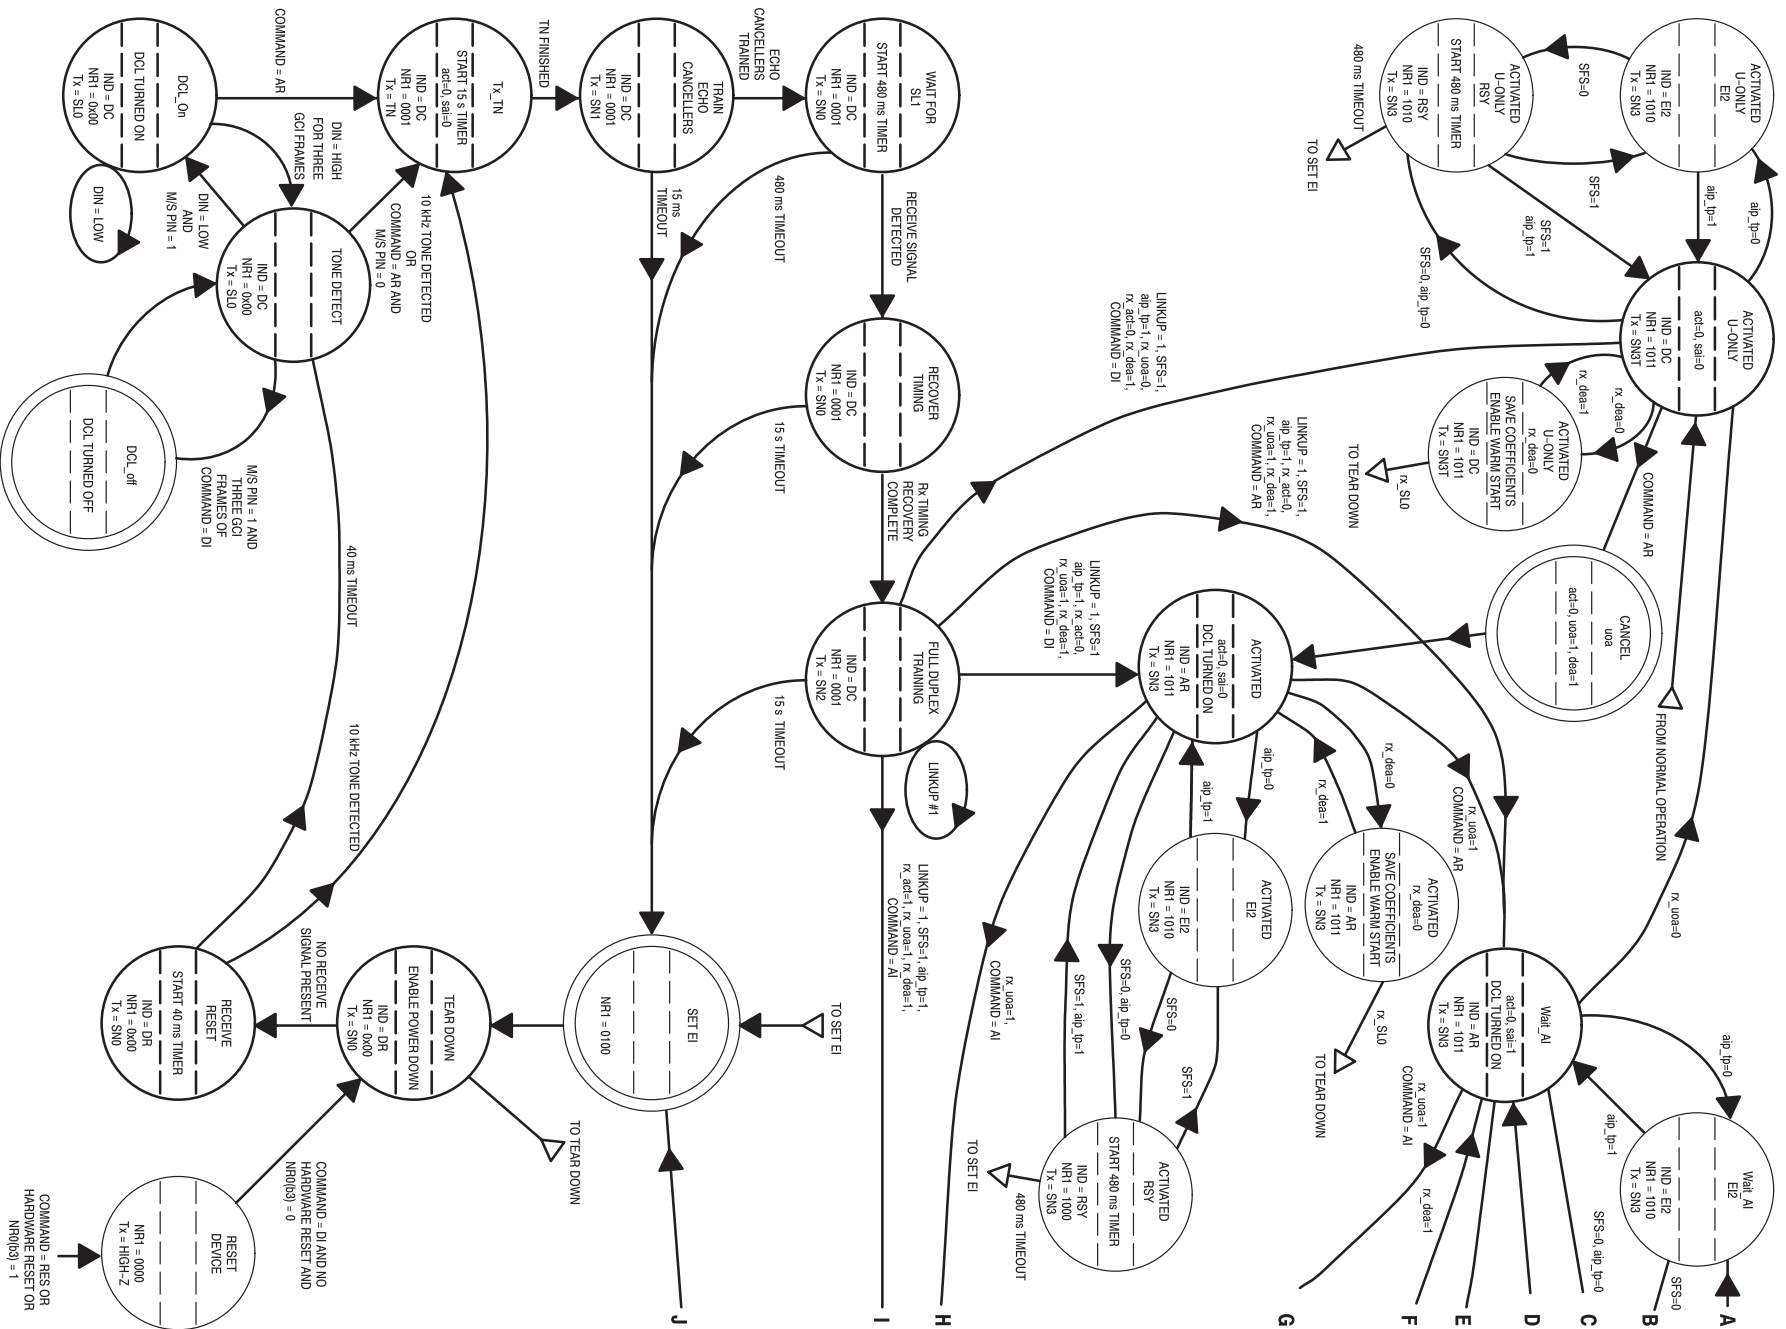 DCL_On
DCL TURNED ON
IND = DC
NR1 = 0x00
Tx = SL0
COMMAND = AR
DIN = LOW
DIN = HIGH
FOR THREE
GCI FRAMES
DIN = LOW
AND
M/S PIN = 1
Tx_TN
START 15 s TIMER
act=0, sai=0
IND = DC
NR1 = 0001
Tx = TN
TONE DETECT
IND = DC
NR1 = 0x00
Tx = SL0
10 kHz TONE DETECTED
OR
COMMAND = AR AND
M/S PIN = 0
DCL_off
DCL TURNED OFF
M/S PIN = 1 AND
THREE GCI
FRAMES OF
COMMAND = DI
40 ms TIMEOUT
10 kHz TONE DETECTED
TN FINISHED
TRAIN
ECHO
CANCELLERS
IND = DC
NR1 = 0001
Tx = SN1
ECHO
CANCELLERS
TRAINED
15 ms
TIMEOUT
WAIT FOR
SL1
START 480 ms TIMER
IND = DC
NR1 = 0001
Tx = SN0
480 ms TIMEOUT
RECEIVE SIGNAL
DETECTED
RECOVER
TIMING
IND = DC
NR1 = 0001
Tx = SN0
15 s TIMEOUT
Rx TIMING
RECOVERY
COMPLETE
FULL DUPLEX
TRAINING
IND = DC
NR1 = 0001
Tx = SN2
15 s TIMEOUT
LINKUP #1
LINKUP = 1, SFS=1, aip_tp=1,
rx_act=1, rx_uoa=1, rx_dea=1,
COMMAND = AI
TO SET EI
SET EI
NR1 = 0100
TEAR DOWN
ENABLE POWER DOWN
IND = DR
NR1 = 0x00
Tx = SN0
TO TEAR DOWN
NO RECEIVE
SIGNAL PRESENT
RECEIVE
RESET
START 40 ms TIMER
IND = DR
NR1 = 0x00
Tx = SN0
COMMAND = DI AND NO
HARDWARE RESET AND
NR0(b3) = 0
RESET
DEVICE
NR1 = 0000
Tx = HIGH-Z
COMMAND = RES OR
HARDWARE RESET OR
NR0(b3) = 1
ACTIVATED
U-ONLY
EI2
IND = EI2
NR1 = 1010
Tx = SN3
SFS=0
SFS=1
aip_tp=1
aip_tp=0
ACTIVATED
U-ONLY
RSY
START 480 ms TIMER
IND = RSY
NR1 = 1010
Tx = SN3
480 ms TIMEOUT
TO SET EI
SFS=1
aip_tp=1
SFS=0, aip_tp=0
ACTIVATED
U-ONLY
act=0, sai=0
IND = DC
NR1 = 1011
Tx = SN3T
rx_dea=0
rx_dea=1
ACTIVATED
U-ONLY
rx_dea=0
SAVE COEFFICIENTS
ENABLE WARM START
IND = DC
NR1 = 1011
Tx = SN3T
rx_SL0
TO TEAR DOWN
COMMAND = AR
CANCEL
uoa
act=0, uoa=1, dea=1
FROM NORMAL OPERATION
rx_uoa=0
LINKUP = 1, SFS=1,
aip_tp=1, rx_uoa=0,
rx_act=0, rx_dea=1,
COMMAND = DI
LINKUP = 1, SFS=1,
aip_tp=1, rx_act=0,
rx_uoa=1, rx_dea=1,
COMMAND = AR
LINKUP = 1, SFS=1
aip_tp=1, rx_act=0,
rx_uoa=1, rx_dea=1,
COMMAND = DI
ACTIVATED
act=0, sai=0
DCL TURNED ON
IND = AR
NR1 = 1011
Tx = SN3
rx_uoa=1
COMMAND = AR
rx_dea=0
rx_dea=1
aip_tp=0
aip_tp=1
ACTIVATED
rx_dea=0
SAVE COEFFICIENTS
ENABLE WARM START
IND = AR
NR1 = 1011
Tx = SN3
rx_SL0
TO TEAR DOWN
ACTIVATED
EI2
IND = EI2
NR1 = 1010
Tx = SN3
SFS=0
SFS=1
SFS=0, aip_tp=0
SFS=1, aip_tp=1
rx_uoa=1,
COMMAND = AI
ACTIVATED
RSY
START 480 ms TIMER
IND = RSY
NR1 = 1000
Tx = SN3
480 ms TIMEOUT
TO SET EI
Wait_AI
act=0, sai=1
DCL TURNED ON
IND = AR
NR1 = 1011
Tx = SN3
aip_tp=0
aip_tp=1
Wait_AI
EI2
IND = EI2
NR1 = 1010
Tx = SN3
SFS=0
SFS=0, aip_tp=0
rx_uoa=1
COMMAND = AI
rx_dea=1
A
B
C
D
E
F
G
H
I
J